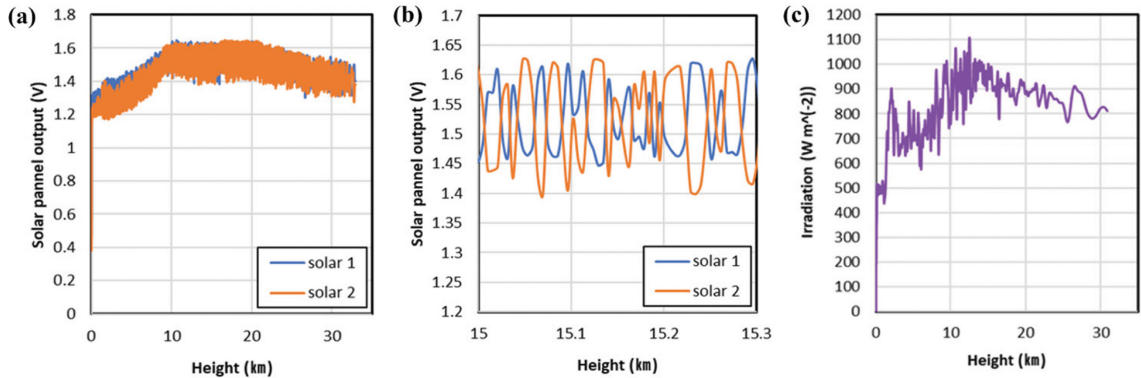 (a)
Solar pannel output (V)
1.8
1.6
1.4
1.2
1
0.8
0.6
0.4
0.2
0
0 10 20 30
Height (㎞)
solar 1
solar 2
(b)
Solar pannel output (V)
1.7
1.65
1.6
1.55
1.5
1.45
1.4
1.35
1.3
1.25
1.2
15 15.1 15.2 15.3
Height (㎞)
solar 1
solar 2
(c)
Irradiation (W m^(-2))
1200
1100
1000
900
800
700
600
500
400
300
200
100
0
0 10 20 30
Height (㎞)